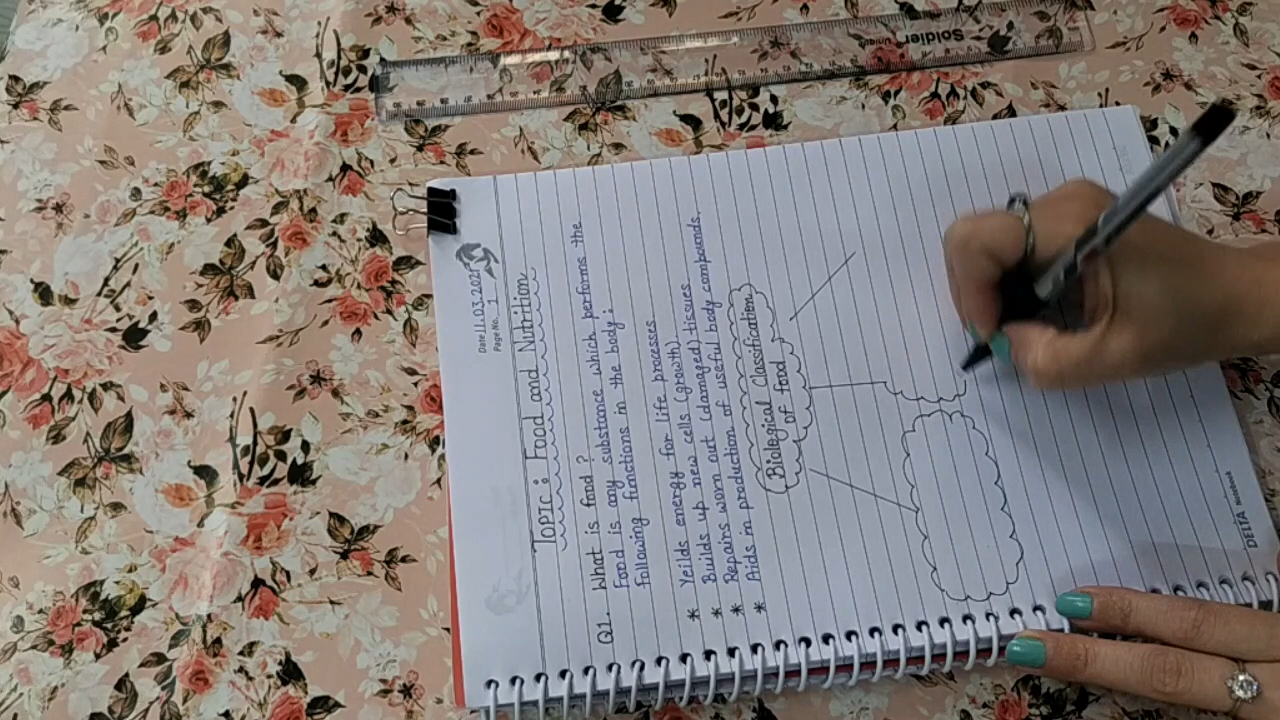 Date 11.03.2021
Page No. 1
TOPIC : Food and Nutrition
Q1. What is food ?
Food is any substance which performs the
following functions in the body :
* Yeilds energy for life processes
* Builds up new cells (growth)
* Repairs worn out (damaged) tissues
* Aids in production of useful body compounds.
Biological Classification
of food
DELTA Notebook
Soldier
Unique